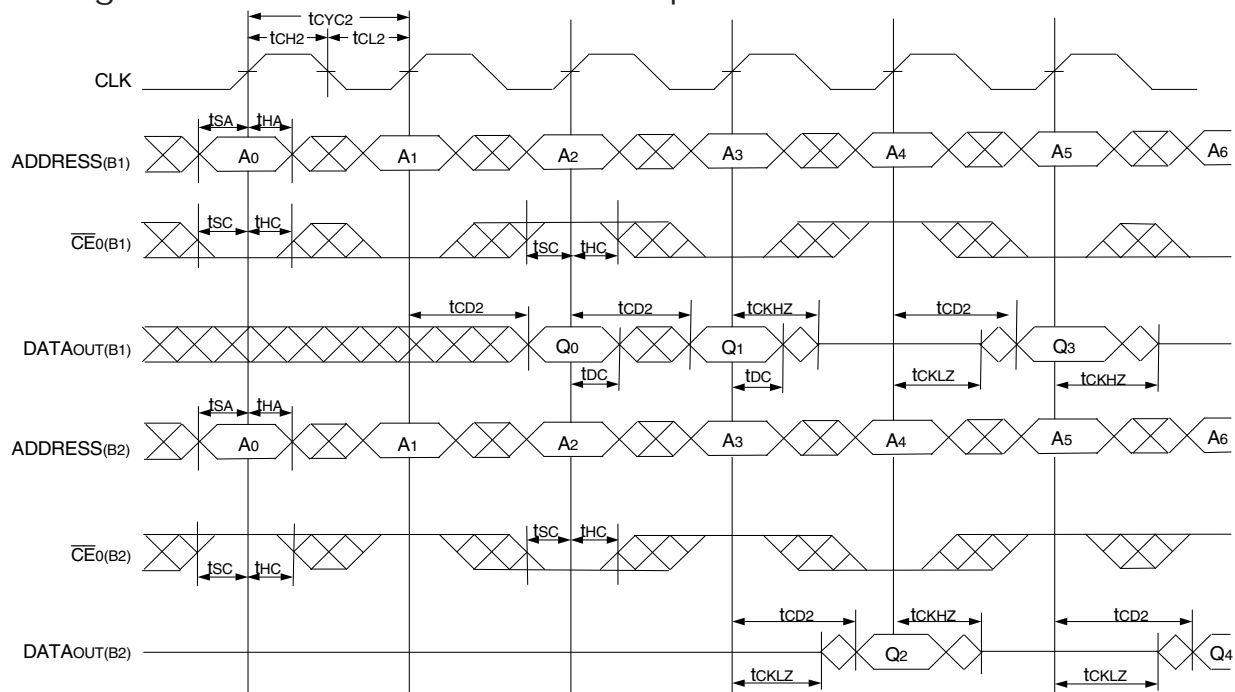 tCYC2
tCH2 tCL2
CLK
tSA tHA
ADDRESS(B1) A0 A1 A2 A3 A4 A5 A6
tSC tHC
CE0(B1) tSC tHC
tCD2 tCD2 tCKHZ tCD2
DATAOUT(B1) Q0 Q1 Q3
tDC tDC tCKLZ tCKHZ
tSA tHA
ADDRESS(B2) A0 A1 A2 A3 A4 A5 A6
tSC tHC
CE0(B2)
tSC tHC
tCD2 tCKHZ tCD2
DATAOUT(B2) Q2 Q4
tCKLZ tCKLZ